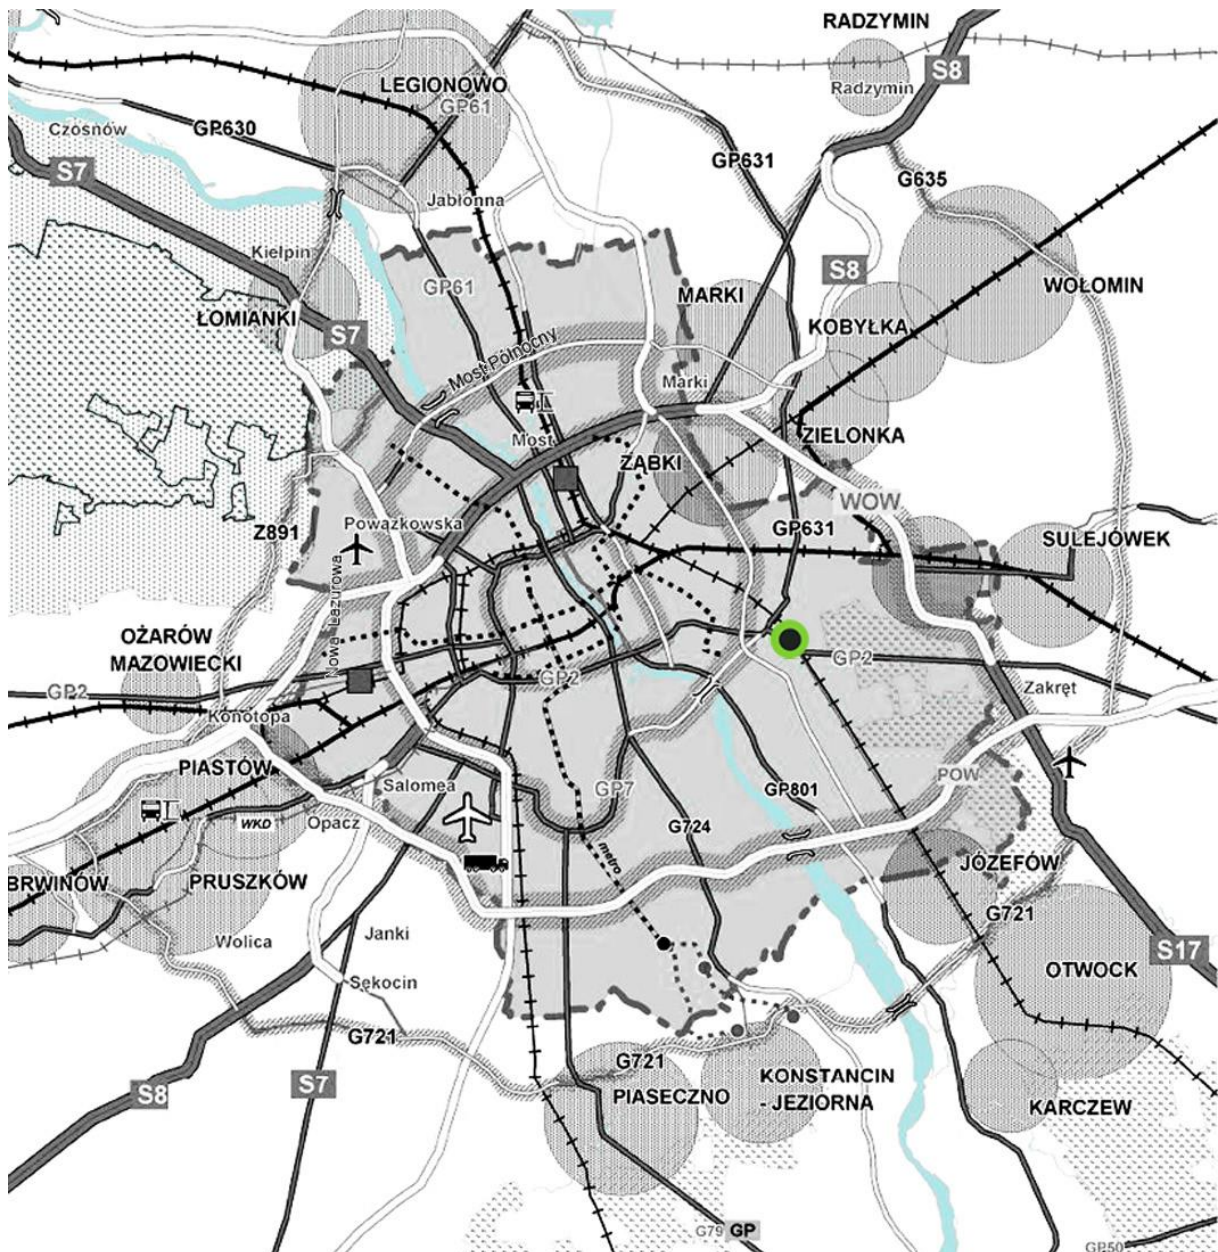 RADZYMIN
S8
Radzymin
LEGIONOWO
GP61
Czosnów
GP630
GP631
S7
G635
Jabłonna
Kiełpin
GP61
S8
MARKI
WOŁOMIN
ŁOMIANKI
S7
KOBYŁKA
Most Północny
Marki
Most
ZIELONKA
ZĄBKI
WOW
Powązkowska
Z891
GP631
SULEJÓWEK
Nowa Lazurowa
OŻARÓW
MAZOWIECKI
GP2
GP2
GP2
Zakręt
Konotopa
PIASTÓW
Salomea
GP7
GP801
POW
WKD
Opacz
G724
metro
JÓZEFÓW
BRWINÓW
PRUSZKÓW
G721
Wolica
Janki
S17
OTWOCK
Sękocin
G721
G721
S8
S7
PIASECZNO
KONSTANCIN
- JEZIÓRNA
KARCZEW
G79 GP
GP50